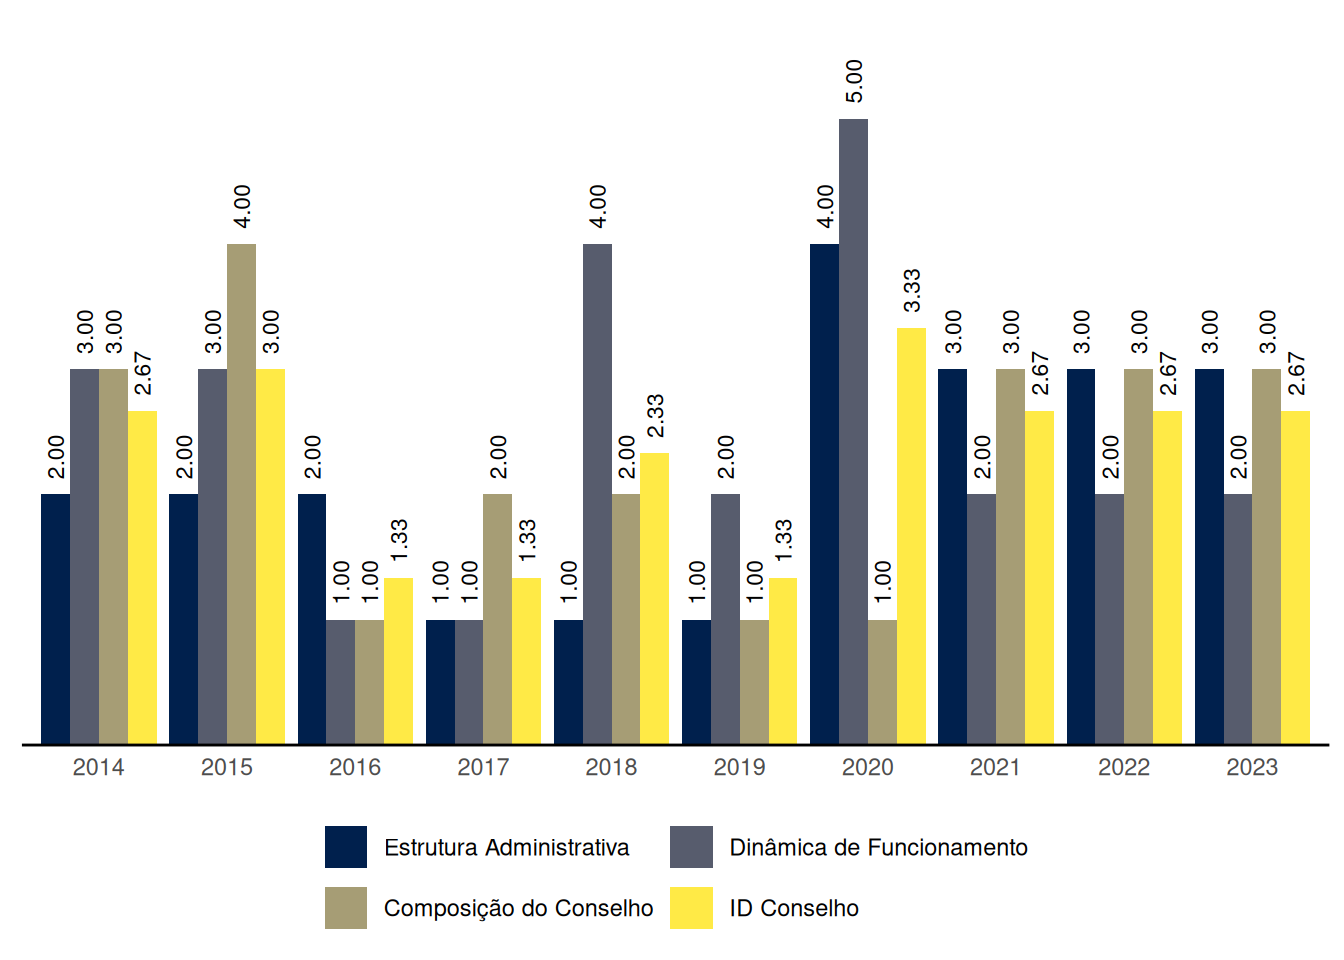 5.00
4.00 4.00 4.00
3.33
3.00 3.00 3.00 3.00 3.00 3.00 3.00 3.00 3.00 3.00
2.67 2.67 2.67 2.67
2.33
2.00 2.00 2.00 2.00 2.00 2.00 2.00 2.00 2.00
1.33 1.33 1.33
1.00 1.00 1.00 1.00 1.00 1.00 1.00 1.00
2014 2015 2016 2017 2018 2019 2020 2021 2022 2023
Estrutura Administrativa Dinâmica de Funcionamento
Composição do Conselho ID Conselho